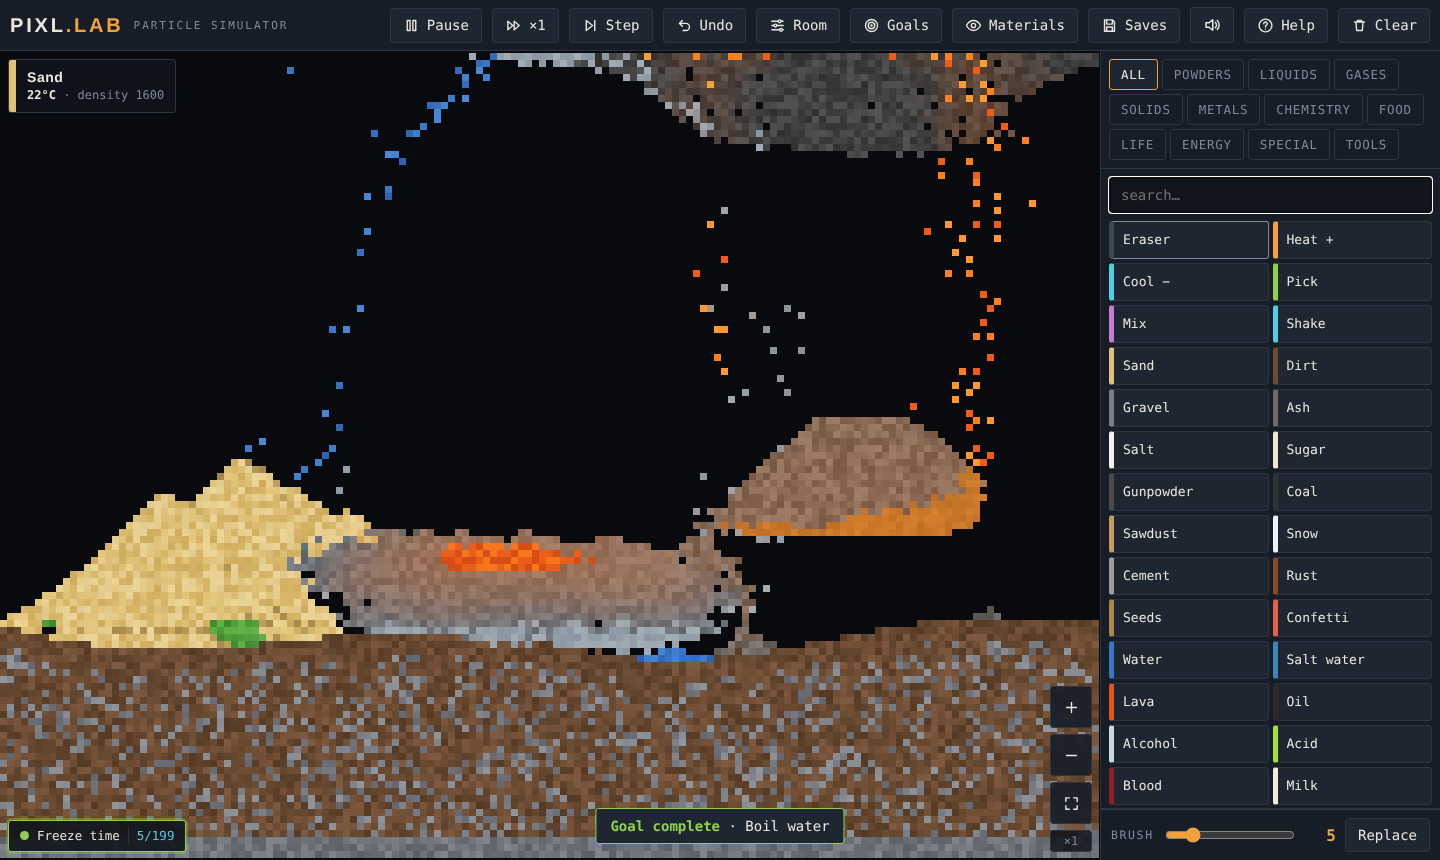 PIXL.LAB PARTICLE SIMULATOR
Pause
×1
Step
Undo
Room
Goals
Materials
Saves
Help
Clear
Sand
22°C · density 1600
ALL
POWDERS
LIQUIDS
GASES
SOLIDS
METALS
CHEMISTRY
FOOD
LIFE
ENERGY
SPECIAL
TOOLS
search…
Eraser
Heat +
Cool −
Pick
Mix
Shake
Sand
Dirt
Gravel
Ash
Salt
Sugar
Gunpowder
Coal
Sawdust
Snow
Cement
Rust
Seeds
Confetti
Water
Salt water
Lava
Oil
Alcohol
Acid
Blood
Milk
+
−
×1
Freeze time 5/199
Goal complete · Boil water
BRUSH 5 Replace